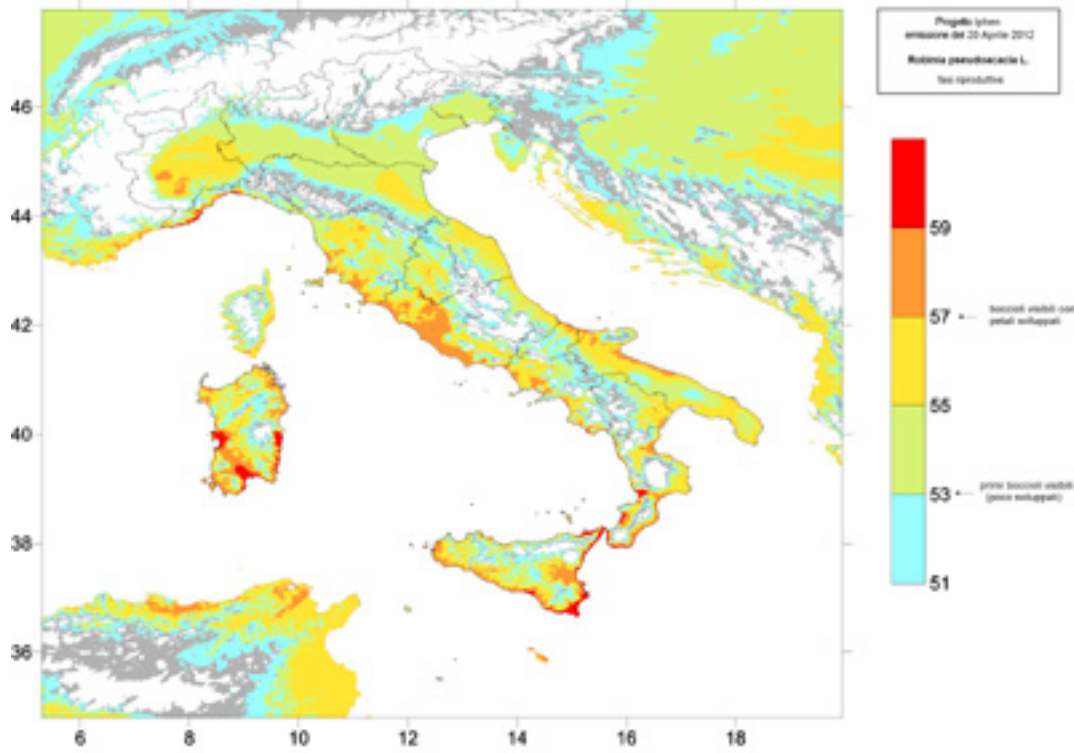 Progetto Iphen
emissione del 20 Aprile 2012
Robinia pseudoacacia L.
fasi riproduttive
46
44
42
40
38
36
6
8
10
12
14
16
18
59
57
boccioli visibili con
petali sviluppati
55
53
primi boccioli visibili
(poco sviluppati)
51